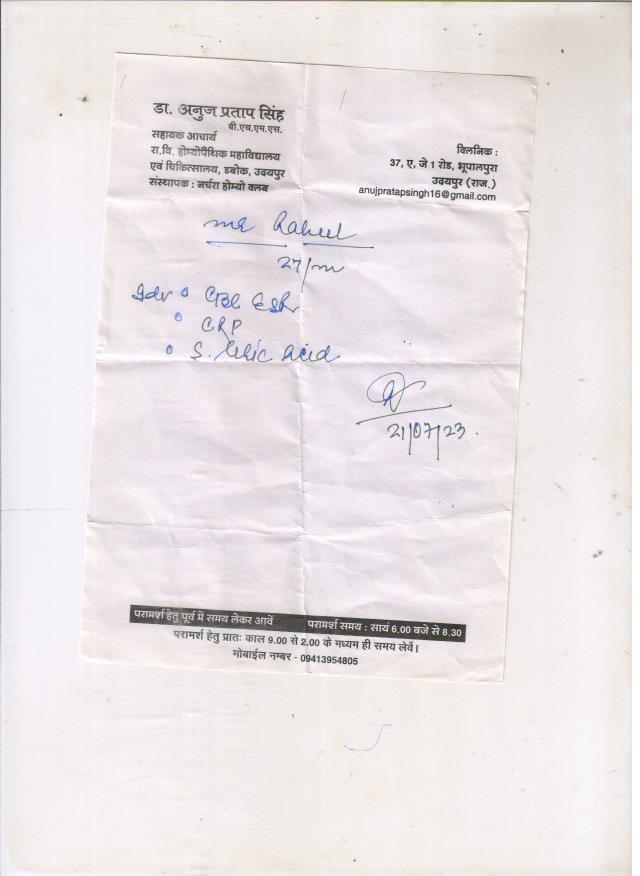 डा. अनुज प्रताप सिंह
बी.एच.एम.एस.
सहायक आचार्य
रा.वि. होम्योपैथिक महाविद्यालय
एवं चिकित्सालय, डबोक, उदयपुर
संस्थापक : नर्चरा होम्यो क्लब
क्लिनिक :
37, ए, जे 1 रोड, भूपालपुरा
उदयपुर (राज.)
anujpratapsingh16@gmail.com
Mr
27/m
Adv CBC ESR
CRP
S. Uric Acid
21/07/23.
परामर्श हेतु पूर्व में समय लेकर आवें परामर्श समय : सायं 6.00 बजे से 8.30
परामर्श हेतु प्रातः काल 9.00 से 2.00 के मध्यम ही समय लेवें।
मोबाईल नम्बर - 09413954805